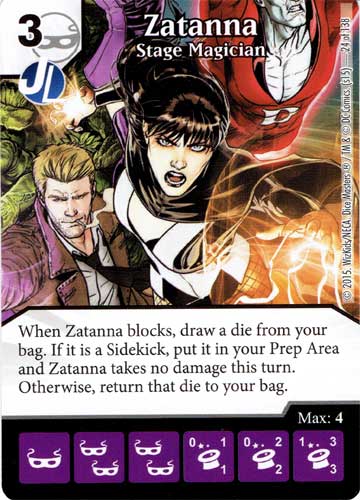 3
Zatanna
Stage Magician
JL
D
© 2015. WizKids/NECA. Dice Masters ® / TM & © DC Comics. (s15)—24 of 138
When Zatanna blocks, draw a die from your
bag. If it is a Sidekick, put it in your Prep Area
and Zatanna takes no damage this turn.
Otherwise, return that die to your bag.
Max: 4
0 1
1
0 2
2
1 3
3